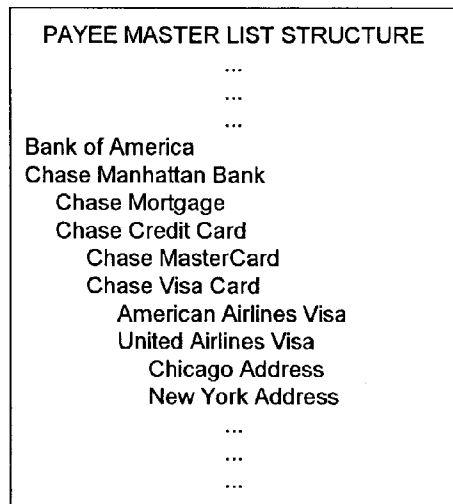 PAYEE MASTER LIST STRUCTURE
...
...
...
Bank of America
Chase Manhattan Bank
Chase Mortgage
Chase Credit Card
Chase MasterCard
Chase Visa Card
American Airlines Visa
United Airlines Visa
Chicago Address
New York Address
...
...
...